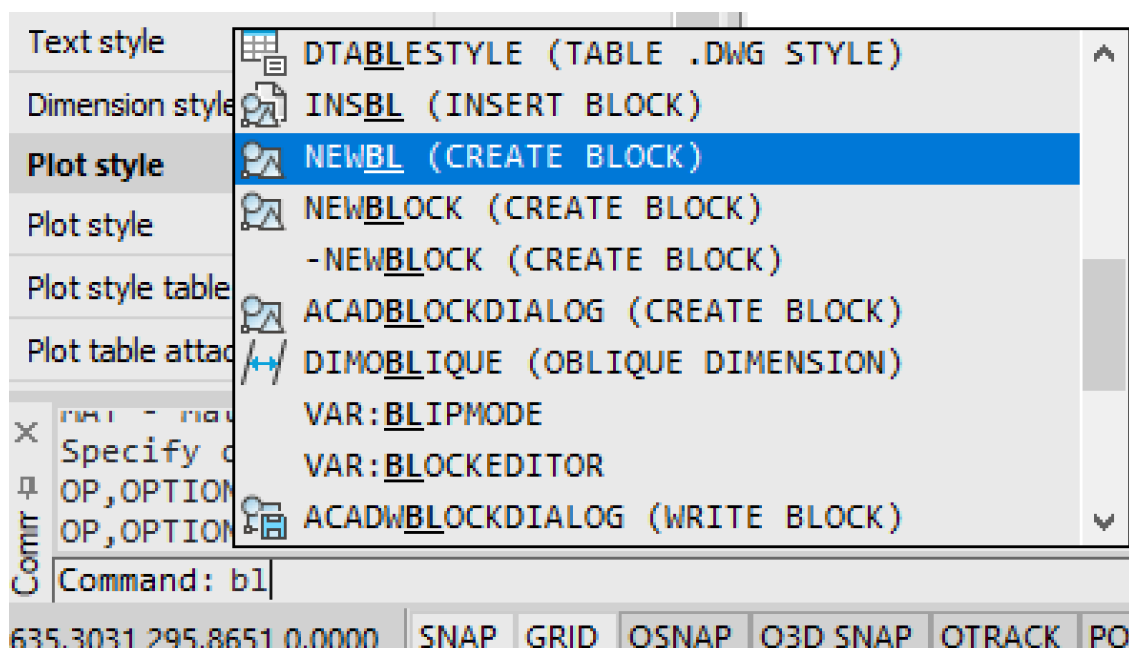 Text style
Dimension style
Plot style
Plot style
Plot style table
Plot table attac
DTABLESTYLE (TABLE .DWG STYLE)
INSBL (INSERT BLOCK)
NEWBL (CREATE BLOCK)
NEWBLOCK (CREATE BLOCK)
-NEWBLOCK (CREATE BLOCK)
ACADBLOCKDIALOG (CREATE BLOCK)
DIMOBLIQUE (OBLIQUE DIMENSION)
VAR:BLIPMODE
VAR:BLOCKEDITOR
ACADWBLOCKDIALOG (WRITE BLOCK)
Specify
OP,OPTION
OP,OPTION
Comm
Command: bl
635.3031,295.8651,0.0000 SNAP GRID OSNAP O3D SNAP OTRACK PO